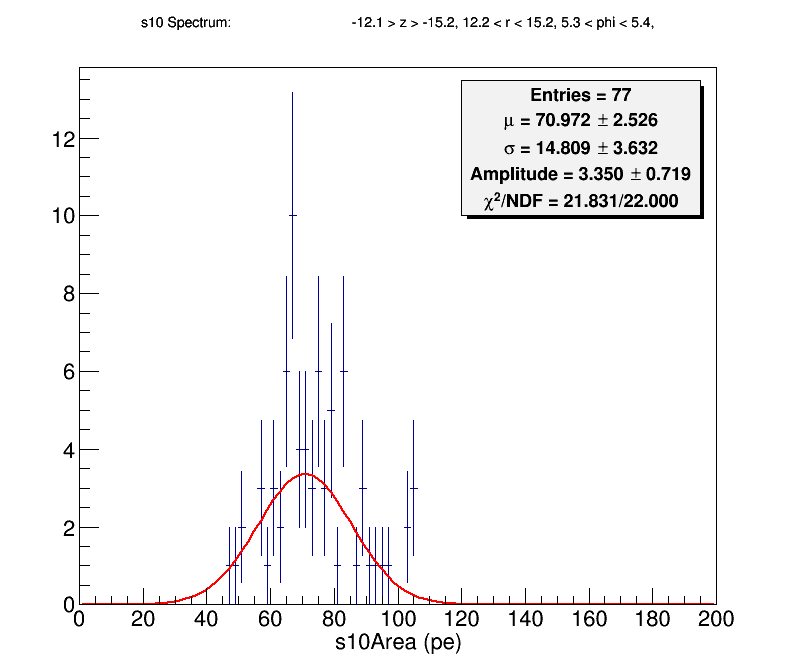 s10 Spectrum: -12.1 > z > -15.2, 12.2 < r < 15.2, 5.3 < phi < 5.4,
Entries = 77
μ = 70.972 ± 2.526
σ = 14.809 ± 3.632
Amplitude = 3.350 ± 0.719
χ²/NDF = 21.831/22.000
12
10
8
6
4
2
0
0 20 40 60 80 100 120 140 160 180 200
s10Area (pe)